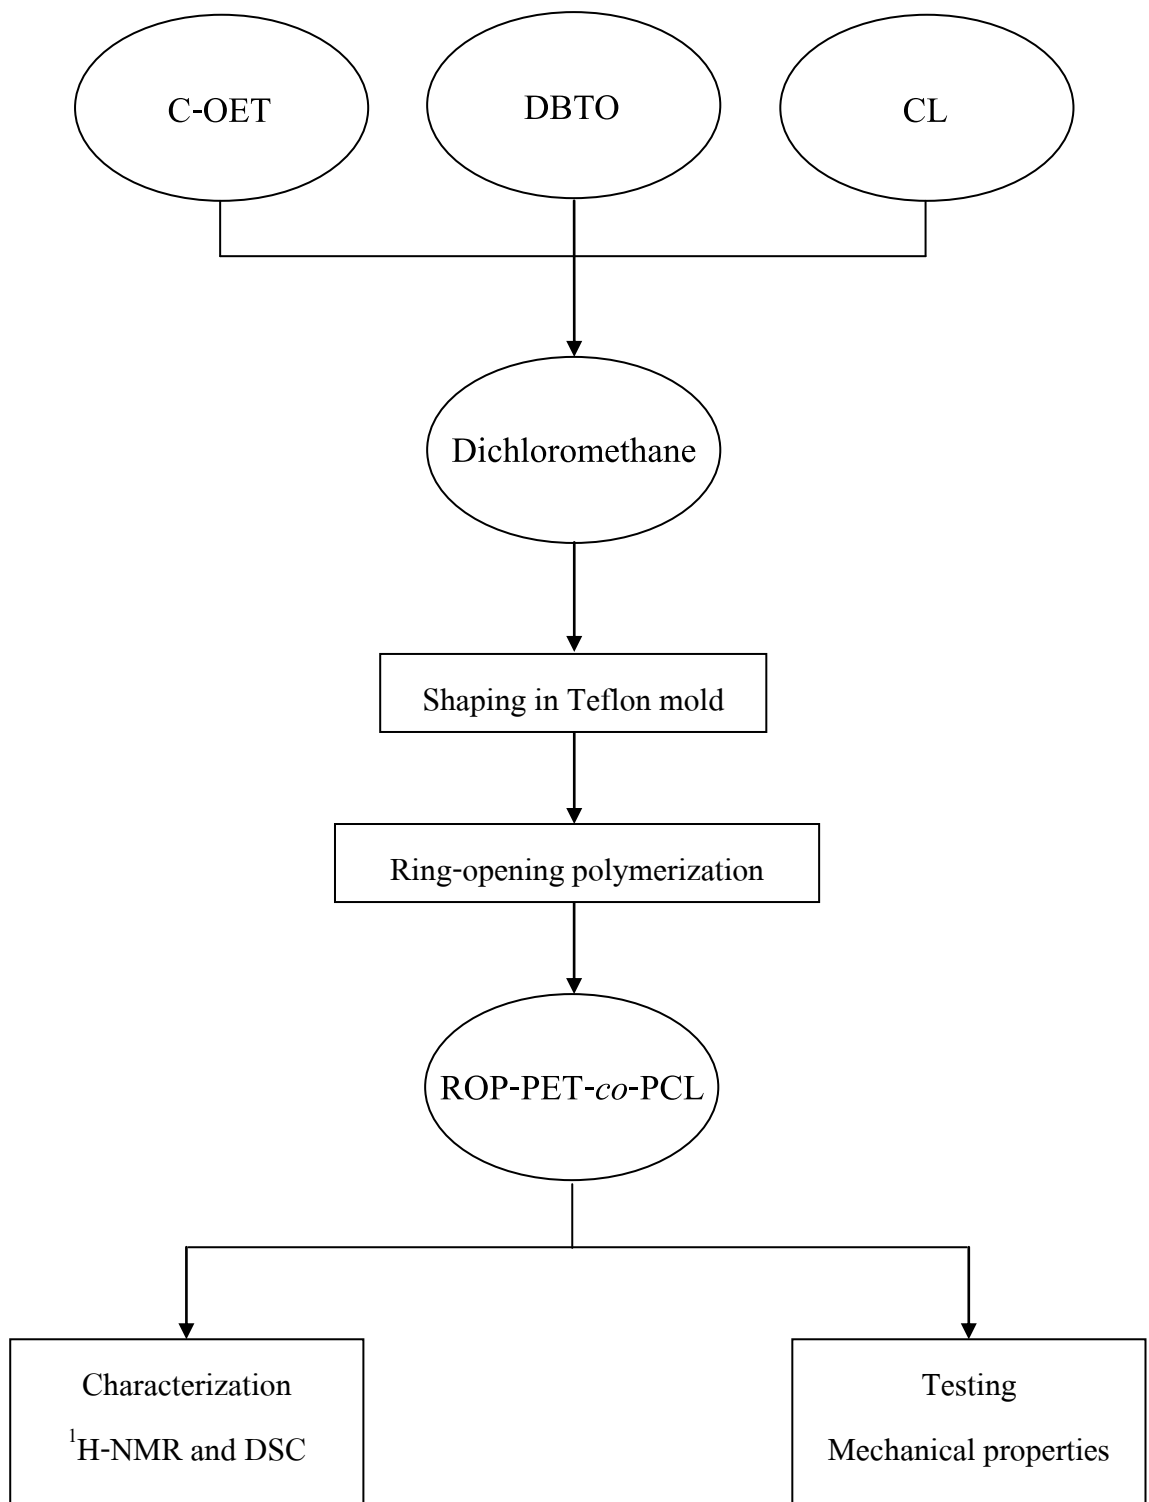 C-OET
DBTO
CL
Dichloromethane
Shaping in Teflon mold
Ring-opening polymerization
ROP-PET-co-PCL
Characterization
¹H-NMR and DSC
Testing
Mechanical properties